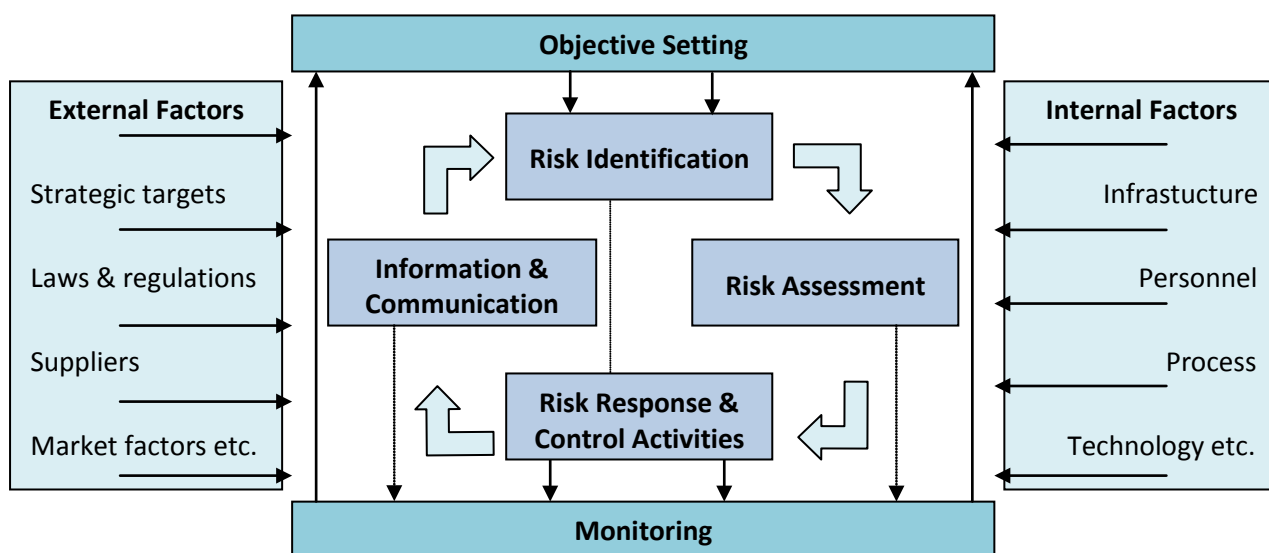 Objective Setting
External Factors
Strategic targets
Laws & regulations
Suppliers
Market factors etc.
Risk Identification
Information &
Communication
Risk Assessment
Risk Response &
Control Activities
Internal Factors
Infrastucture
Personnel
Process
Technology etc.
Monitoring